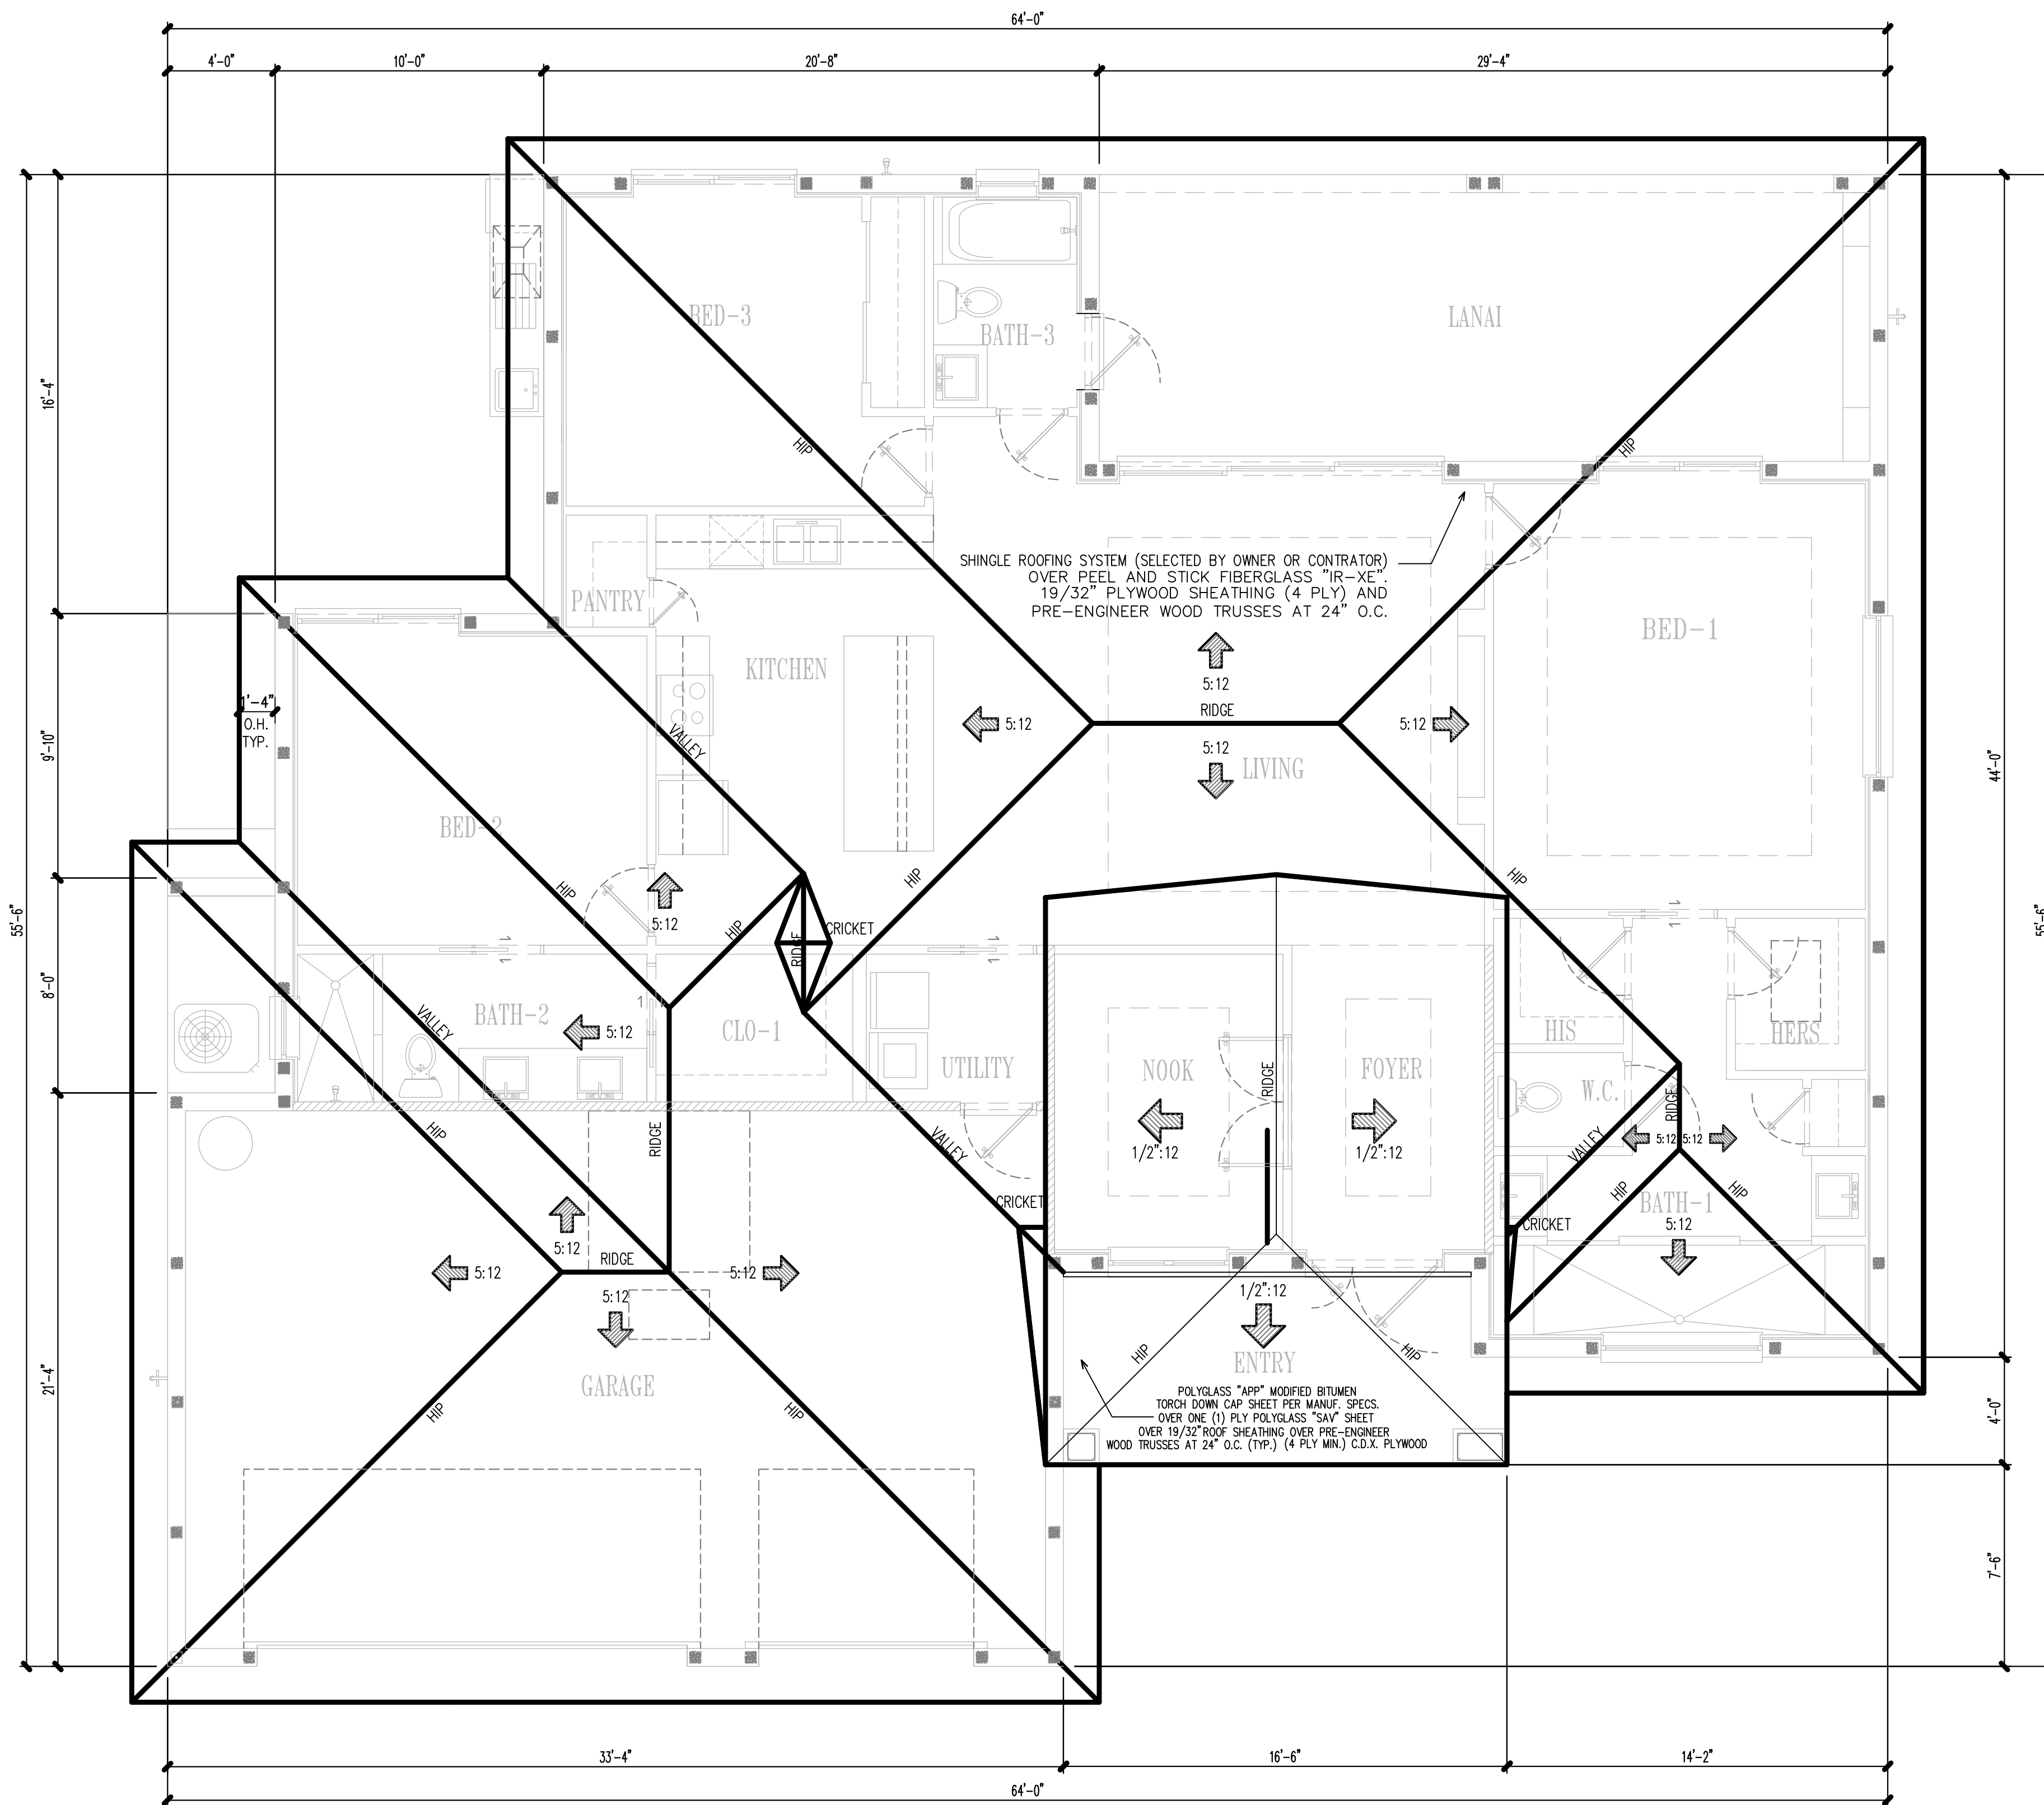 64'-0"
4'-0"
10'-0"
20'-8"
29'-4"
BED-3
BATH-3
LANAI
16'-4"
HIP
HIP
SHINGLE ROOFING SYSTEM (SELECTED BY OWNER OR CONTRATOR)
OVER PEEL AND STICK FIBERGLASS "IR-XE".
19/32" PLYWOOD SHEATHING (4 PLY) AND
PRE-ENGINEER WOOD TRUSSES AT 24" O.C.
PANTRY
BED-1
KITCHEN
5:12
1'-4"
O.H.
TYP.
RIDGE
5:12
5:12
VALLEY
5:12
LIVING
9'-10"
44'-0"
BED-2
HIP
HIP
HIP
5:12
HIP
CRICKET
RIDGE
55'-6"
55'-6"
8'-0"
BATH-2
5:12
CLO-1
VALLEY
UTILITY
NOOK
RIDGE
FOYER
HIS
HERS
W.C.
RIDGE
HIP
RIDGE
VALLEY
1/2":12
1/2":12
VALLEY
5:12
5:12
HIP
HIP
BATH-1
CRICKET
CRICKET
5:12
5:12
RIDGE
5:12
5:12
5:12
1/2":12
HIP
HIP
ENTRY
21'-4"
GARAGE
HIP
HIP
POLYGLASS "APP" MODIFIED BITUMEN
TORCH DOWN CAP SHEET PER MANUF. SPECS.
OVER ONE (1) PLY POLYGLASS "SAV" SHEET
OVER 19/32" ROOF SHEATHING OVER PRE-ENGINEER
WOOD TRUSSES AT 24" O.C. (TYP.) (4 PLY MIN.) C.D.X. PLYWOOD
4'-0"
7'-6"
33'-4"
16'-6"
14'-2"
64'-0"